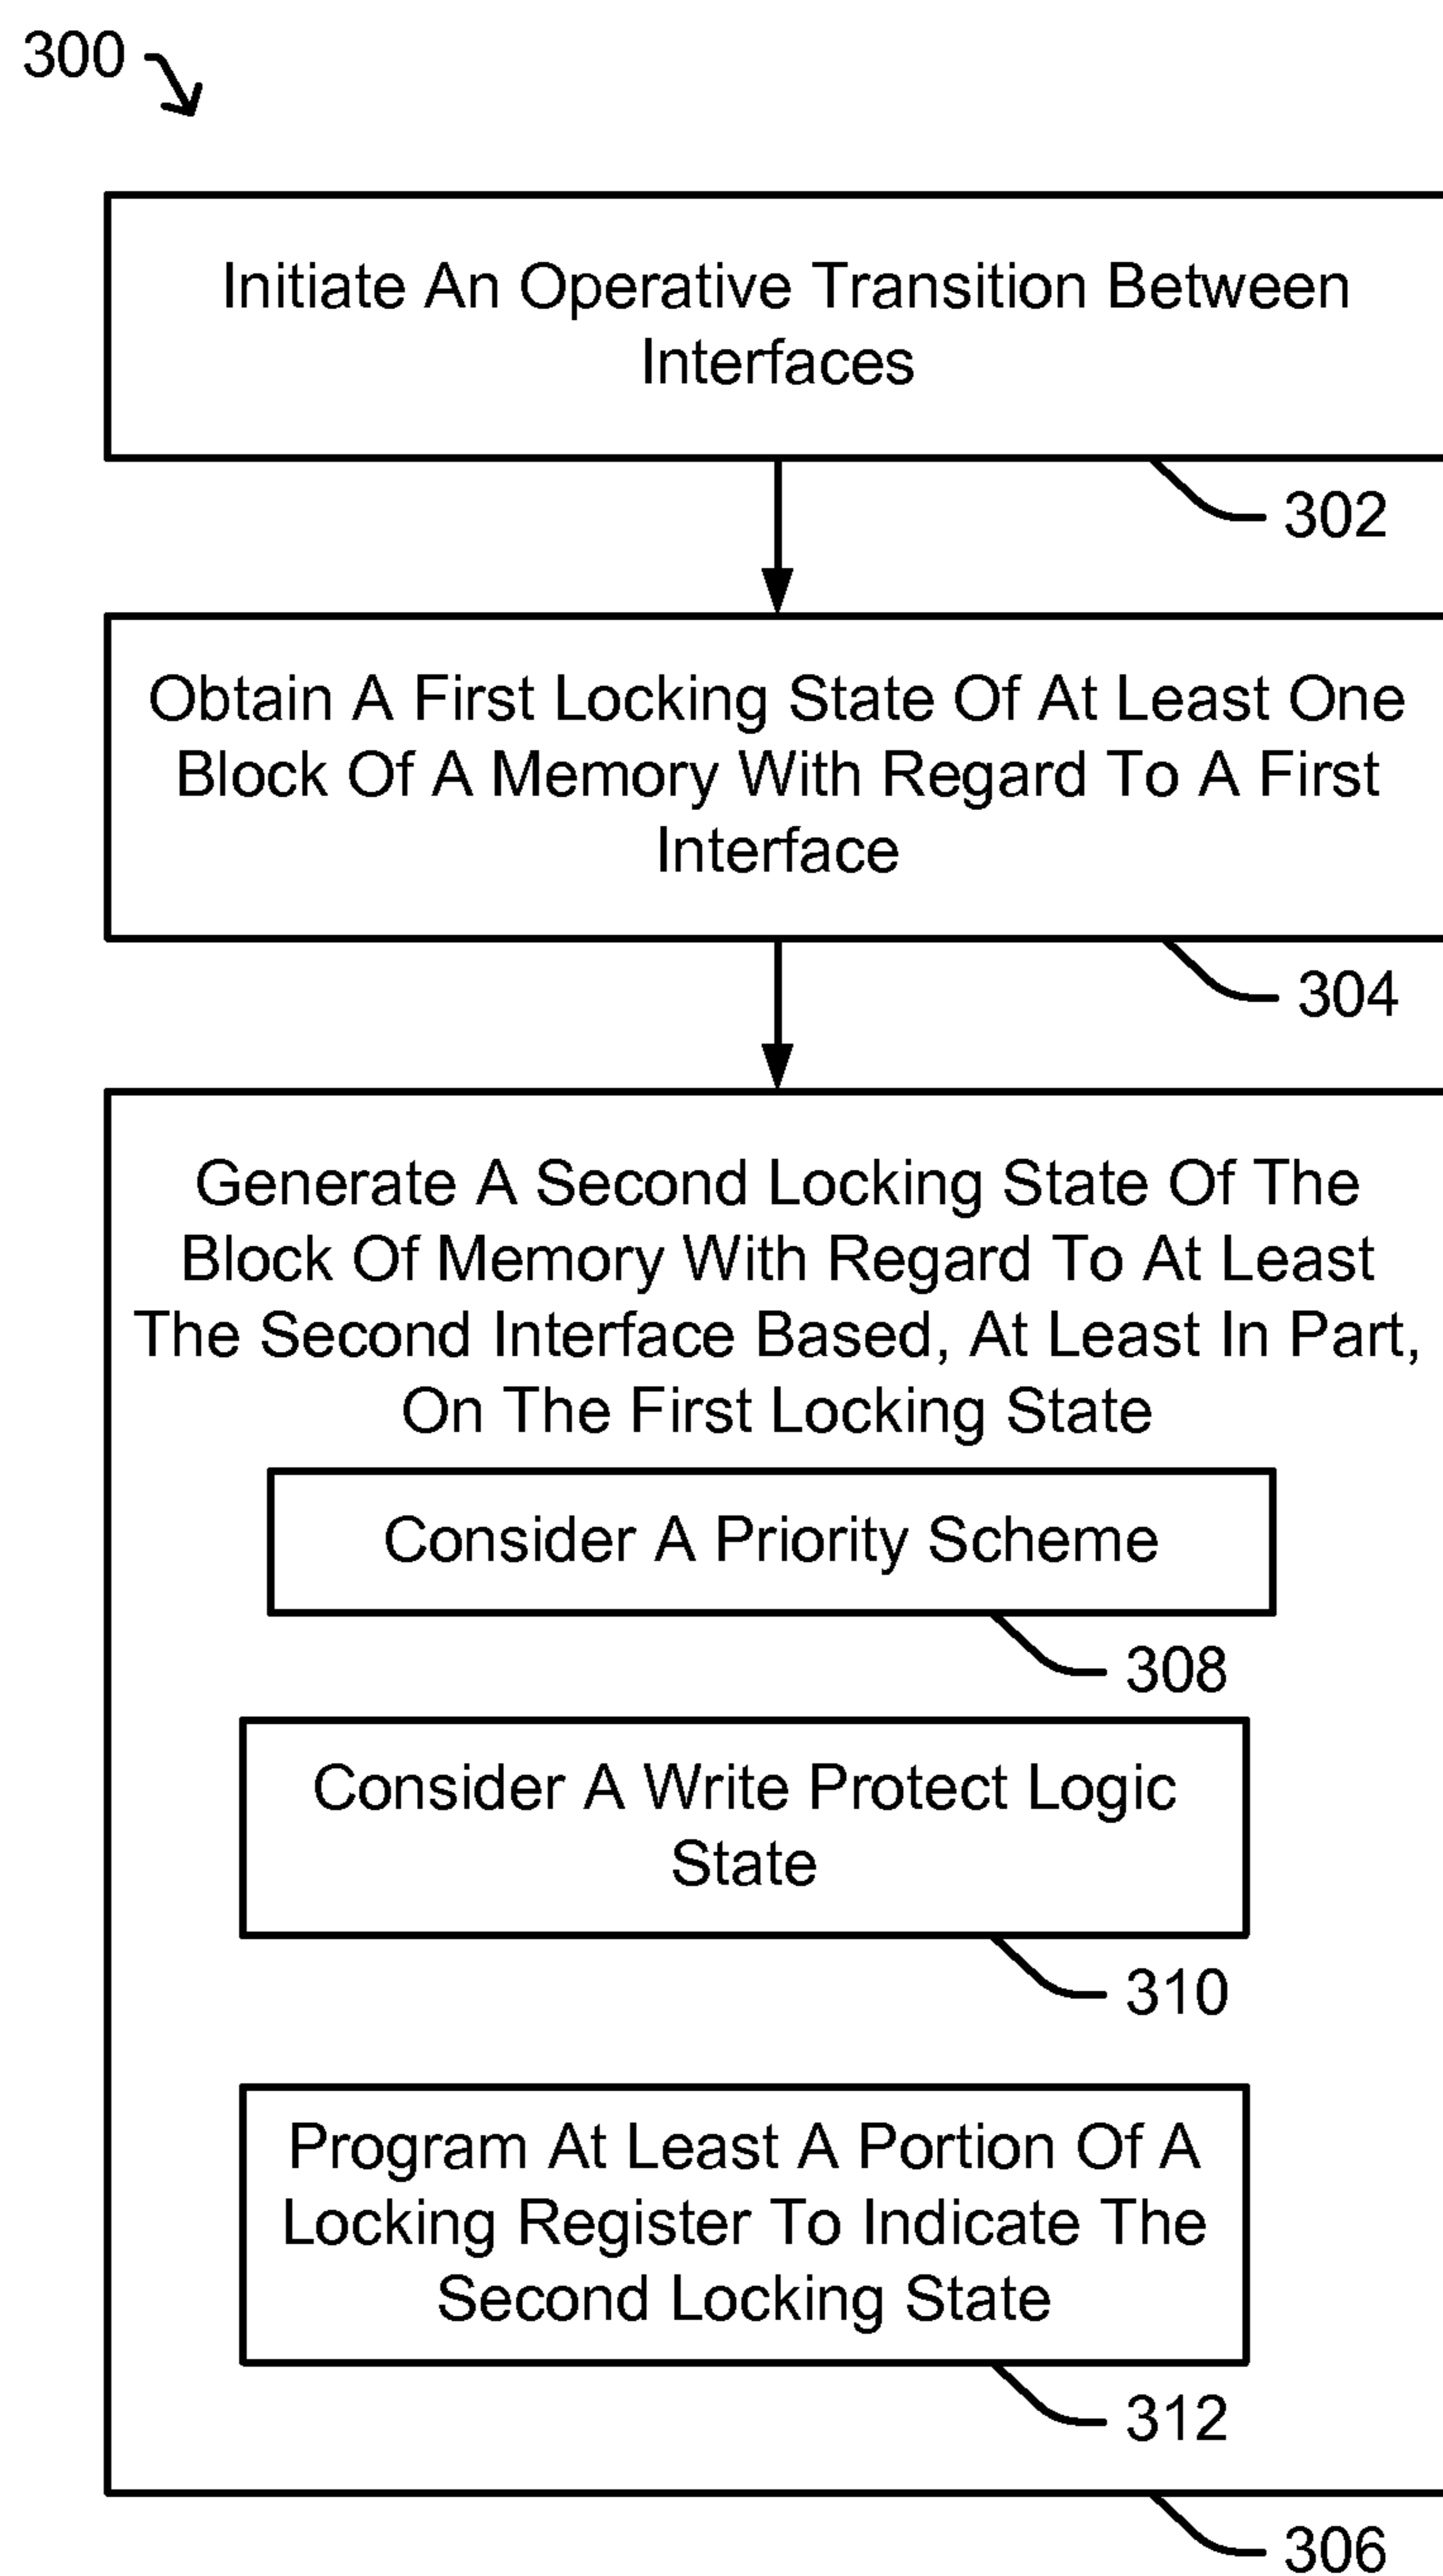 300
Initiate An Operative Transition Between
Interfaces
302
Obtain A First Locking State Of At Least One
Block Of A Memory With Regard To A First
Interface
304
Generate A Second Locking State Of The
Block Of Memory With Regard To At Least
The Second Interface Based, At Least In Part,
On The First Locking State
Consider A Priority Scheme
308
Consider A Write Protect Logic
State
310
Program At Least A Portion Of A
Locking Register To Indicate The
Second Locking State
312
306